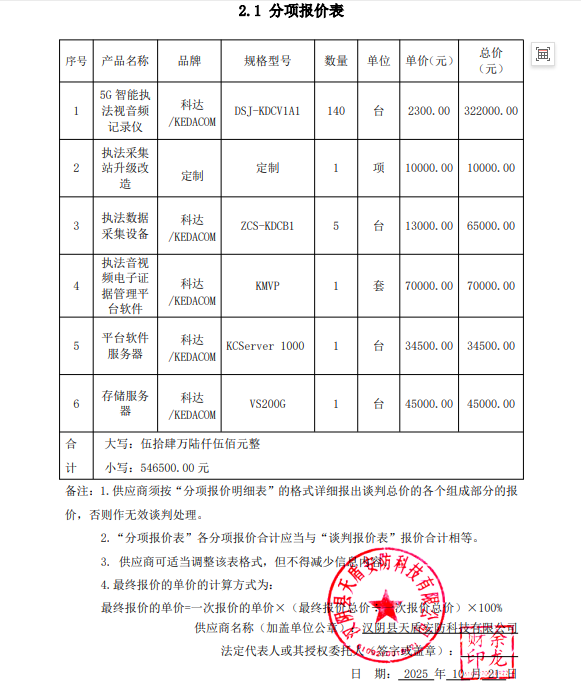 2.1 分项报价表
序号 产品名称 品牌 规格型号 数量 单位 单价(元) 总价(元)
1 5G 智能执法视音频记录仪 科达/KEDACOM DSJ-KDCV1A1 140 台 2300.00 322000.00
2 执法采集站升级改造 定制 定制 1 项 10000.00 10000.00
3 执法数据采集设备 科达/KEDACOM ZCS-KDCB1 5 台 13000.00 65000.00
4 执法音视频电子证据管理平台软件 科达/KEDACOM KMVP 1 套 70000.00 70000.00
5 平台软件服务器 科达/KEDACOM KCServer 1000 1 台 34500.00 34500.00
6 存储服务器 科达/KEDACOM VS200G 1 台 45000.00 45000.00
合计 大写：伍拾肆万陆仟伍佰元整
小写：546500.00 元
备注：1.供应商须按“分项报价明细表”的格式详细报出谈判总价的各个组成部分的报
价，否则作无效谈判处理。
2.“分项报价表”各分项报价合计应当与“谈判报价表”报价合计相等。
3. 供应商可适当调整该表格式，但不得减少信息内容。
4.最终报价的单价的计算方式为：
最终报价的单价=一次报价的单价×（最终报价总价÷一次报价总价）×100%
供应商名称（加盖单位公章）：汉阴县天盾安防科技有限公司
法定代表人或其授权委托人（签字或盖章）：
日 期：2025 年 10 月 21 日
汉阴县天盾安防科技有限公司
余龙财印